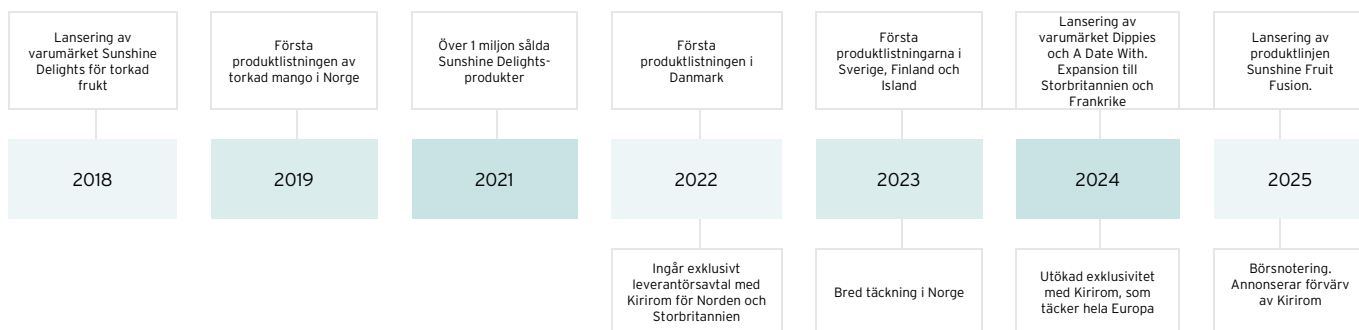 Lansering av
varumärket Sunshine
Delights för torkad
frukt
Första
produktlistningen av
torkad mango i Norge
Över 1 miljon sålda
Sunshine Delights-
produkter
Första
produktlistningen i
Danmark
Första
produktlistningarna i
Sverige, Finland och
Island
Lansering av
varumärket Dippies
och A Date With.
Expansion till
Storbritannien och
Frankrike
Lansering av
produktlinjen
Sunshine Fruit
Fusion.
2018
2019
2021
2022
2023
2024
2025
Ingår exklusivt
leverantörsavtal med
Kirirom för Norden och
Storbritannien
Bred täckning i Norge
Utökad exklusivitet
med Kirirom, som
täcker hela Europa
Börsnotering.
Annonserar förvärv
av Kirirom